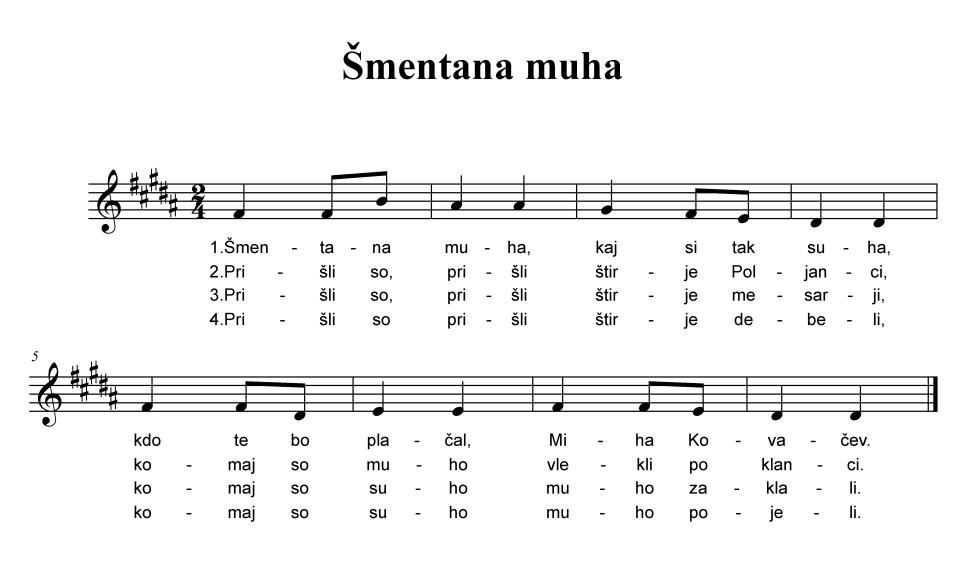 Šmentana muha
2
4
1.Šmen - ta - na mu - ha, kaj si tak su - ha,
2.Pri - šli so, pri - šli štir - je Pol - jan - ci,
3.Pri - šli so, pri - šli štir - je me - sar - ji,
4.Pri - šli so pri - šli štir - je de - be - li,
5
kdo te bo pla - čal, Mi - ha Ko - va - čev.
ko - maj so mu - ho vle - kli po klan - ci.
ko - maj so su - ho mu - ho za - kla - li.
ko - maj so su - ho mu - ho po - je - li.